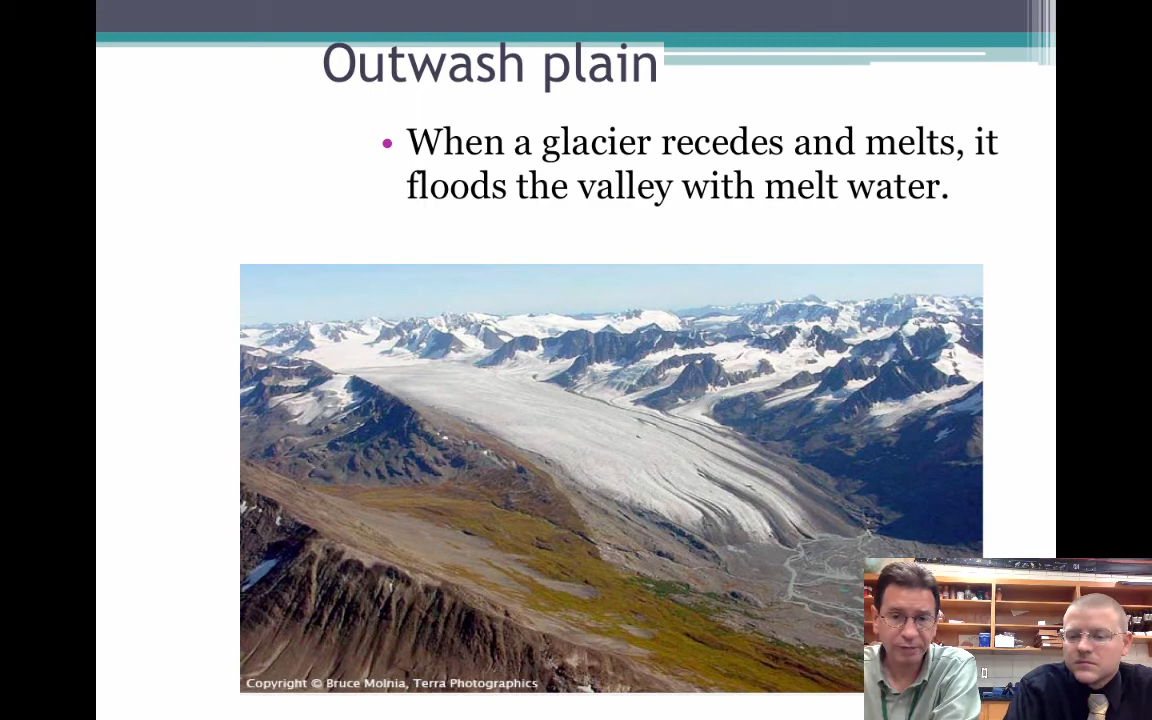 Outwash plain
• When a glacier recedes and melts, it
floods the valley with melt water.
Copyright © Bruce Molnia, Terra Photographics